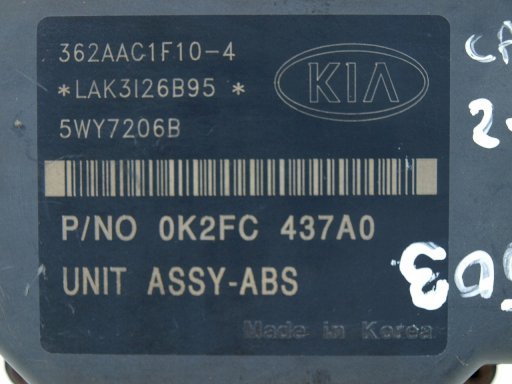 362AAC1F10-4
*LAK3I26B95 *
KIA
5WY7206B
P/NO 0K2FC 437A0
UNIT ASSY-ABS
Made in Korea